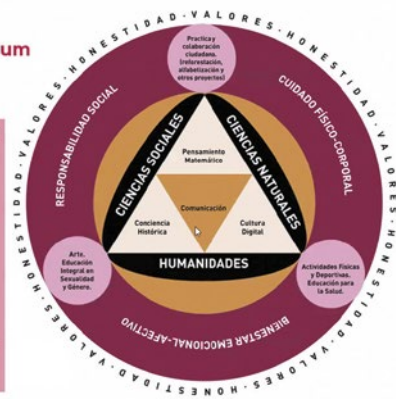 um
VALORES · HONESTIDAD · VALORES · HONESTIDAD · VALORES · HONESTIDAD · VALORES · HONESTIDAD
Practica y
colaboración
ciudadana.
(reforestación,
alfabetización y
otros proyectos)
RESPONSABILIDAD SOCIAL
CUIDADO FÍSICO-CORPORAL
CIENCIAS SOCIALES
CIENCIAS NATURALES
Pensamiento
Matemático
Comunicación
Conciencia
Histórica
Cultura
Digital
HUMANIDADES
Arte.
Educación
Integral en
Sexualidad
y Género.
Actividades Físicas
y Deportivas.
Educación para
la Salud.
BIENESTAR EMOCIONAL-AFECTIVO